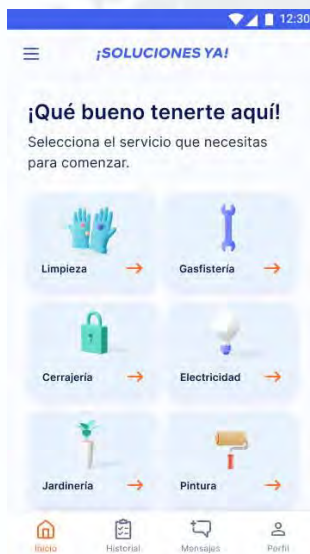 12:30
¡SOLUCIONES YA!
¡Qué bueno tenerte aquí!
Selecciona el servicio que necesitas
para comenzar.
Limpieza
Gasfistería
Cerrajería
Electricidad
Jardinería
Pintura
Inicio
Historial
Mensajes
Perfil